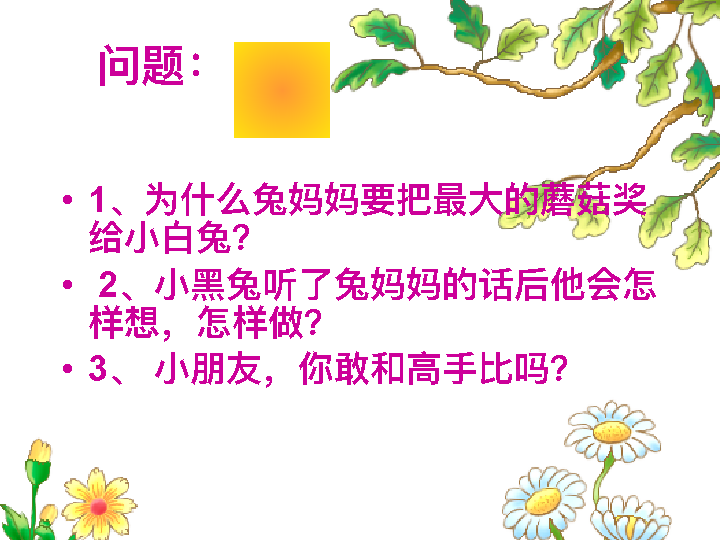 问题：
• 1、为什么兔妈妈要把最大的蘑菇奖
给小白兔？
• 2、小黑兔听了兔妈妈的话后他会怎
样想，怎样做？
• 3、 小朋友，你敢和高手比吗？